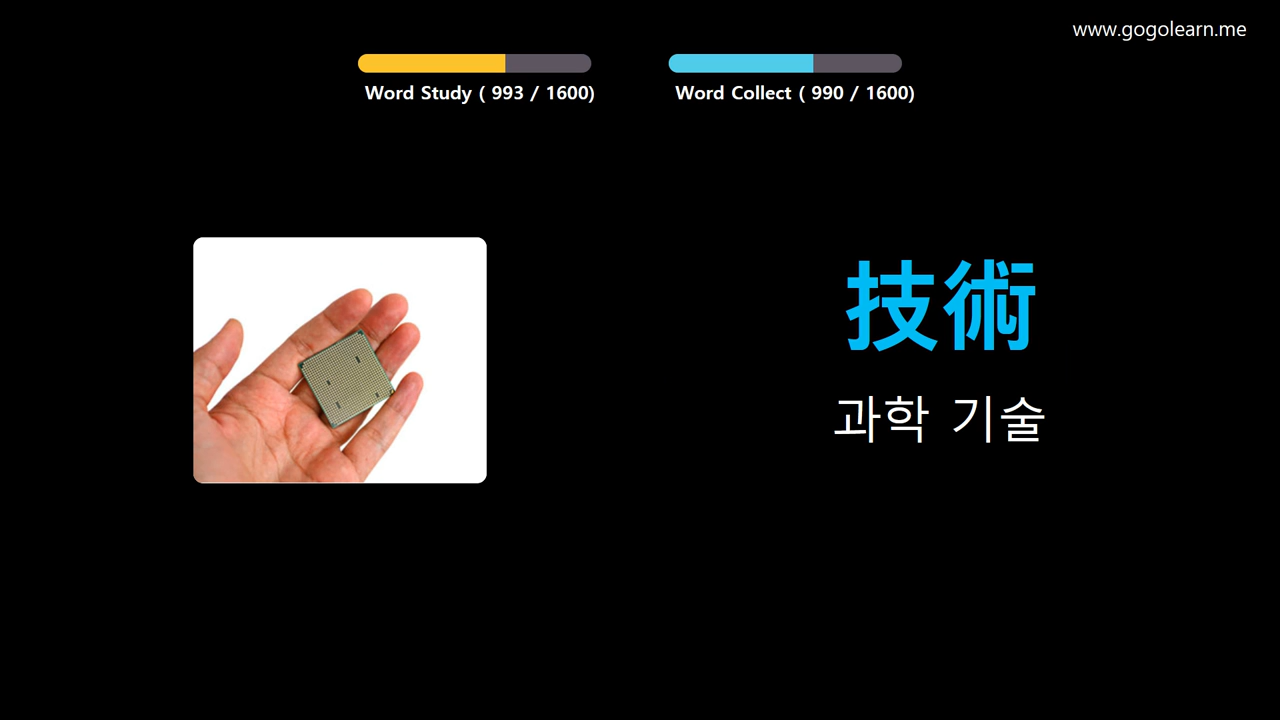 www.gogolearn.me
Word Study ( 993 / 1600)
Word Collect ( 990 / 1600)
技術
과학 기술